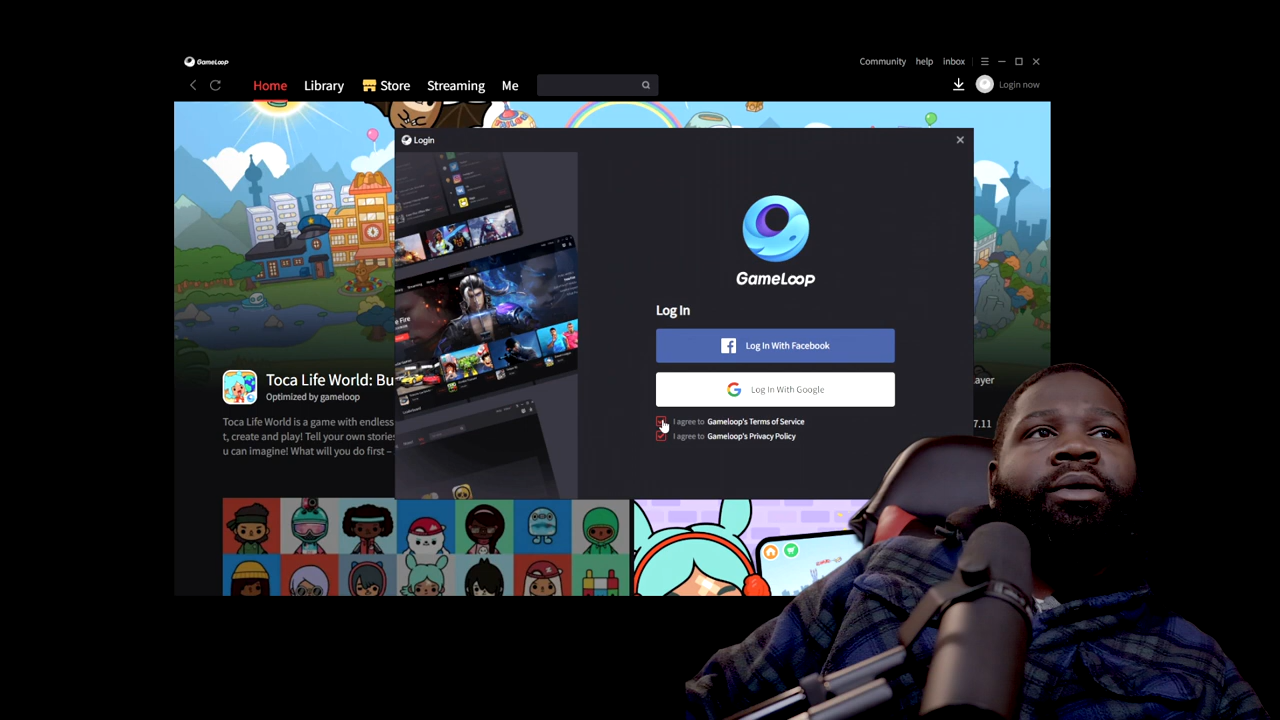 GameLoop
Community help inbox
Home Library Store Streaming Me
Login now
Login
GameLoop
Log In
Log In With Facebook
Log In With Google
I agree to Gameloop's Terms of Service
I agree to Gameloop's Privacy Policy
Toca Life World: Bu
Optimized by gameloop
Toca Life World is a game with endless
t, create and play! Tell your own stories
u can imagine! What will you do first –
ayer
7.11